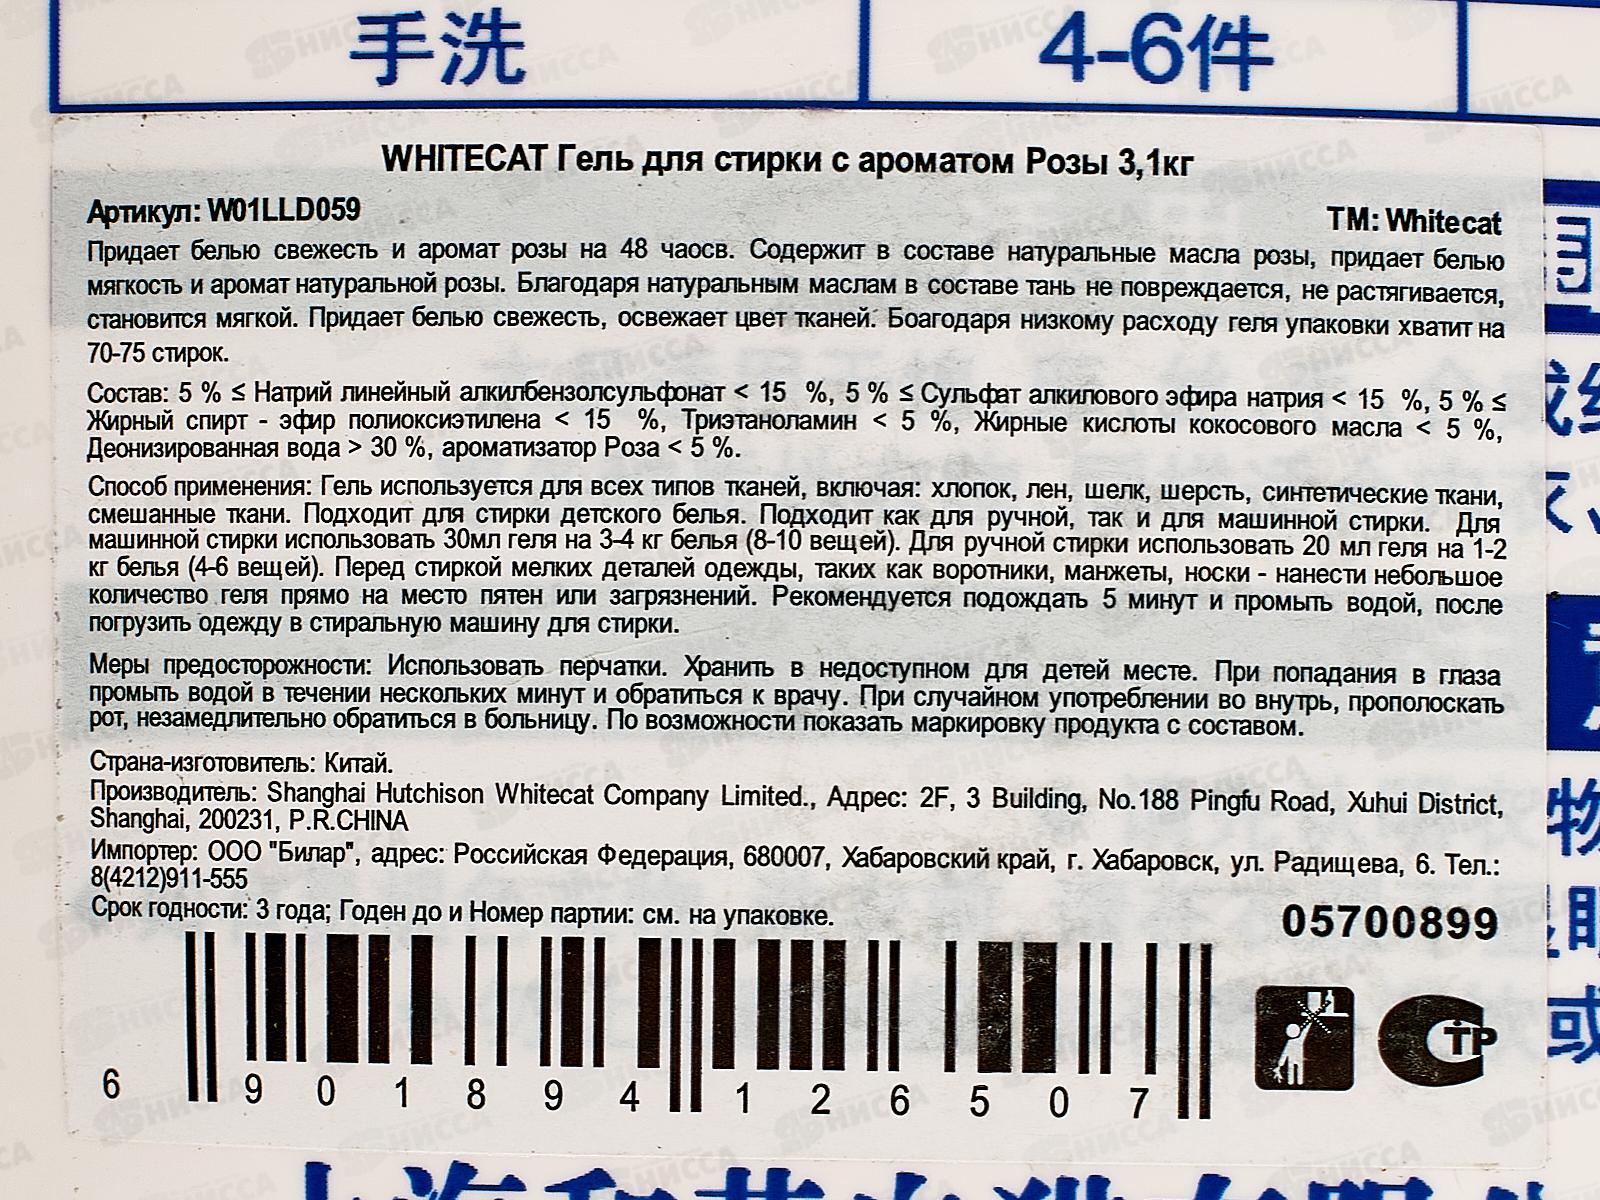 手洗
4-6件
WHITECAT Гель для стирки с ароматом Розы 3,1кг
Артикул: W01LLD059
ТМ: Whitecat
Придает белью свежесть и аромат розы на 48 чаосв. Содержит в составе натуральные масла розы, придает белью
мягкость и аромат натуральной розы. Благодаря натуральным маслам в составе тань не повреждается, не растягивается,
становится мягкой. Придает белью свежесть, освежает цвет тканей. Боагодаря низкому расходу геля упаковки хватит на
70-75 стирок.
Состав: 5 % ≤ Натрий линейный алкилбензолсульфонат < 15 %, 5 % ≤ Сульфат алкилового эфира натрия < 15 %, 5 % ≤
Жирный спирт - эфир полиоксиэтилена < 15 %, Триэтаноламин < 5 %, Жирные кислоты кокосового масла < 5 %,
Деонизированная вода > 30 %, ароматизатор Роза < 5 %.
Способ применения: Гель используется для всех типов тканей, включая: хлопок, лен, шелк, шерсть, синтетические ткани,
смешанные ткани. Подходит для стирки детского белья. Подходит как для ручной, так и для машинной стирки. Для
машинной стирки использовать 30мл геля на 3-4 кг белья (8-10 вещей). Для ручной стирки использовать 20 мл геля на 1-2
кг белья (4-6 вещей). Перед стиркой мелких деталей одежды, таких как воротники, манжеты, носки - нанести небольшое
количество геля прямо на место пятен или загрязнений. Рекомендуется подождать 5 минут и промыть водой, после
погрузить одежду в стиральную машину для стирки.
Меры предосторожности: Использовать перчатки. Хранить в недоступном для детей месте. При попадания в глаза
промыть водой в течении нескольких минут и обратиться к врачу. При случайном употреблении во внутрь, прополоскать
рот, незамедлительно обратиться в больницу. По возможности показать маркировку продукта с составом.
Страна-изготовитель: Китай.
Производитель: Shanghai Hutchison Whitecat Company Limited., Адрес: 2F, 3 Building, No.188 Pingfu Road, Xuhui District,
Shanghai, 200231, P.R.CHINA
Импортер: ООО "Билар", адрес: Российская Федерация, 680007, Хабаровский край, г. Хабаровск, ул. Радищева, 6. Тел.:
8(4212)911-555
Срок годности: 3 года; Годен до и Номер партии: см. на упаковке.
05700899
6 901894 126507
СТР